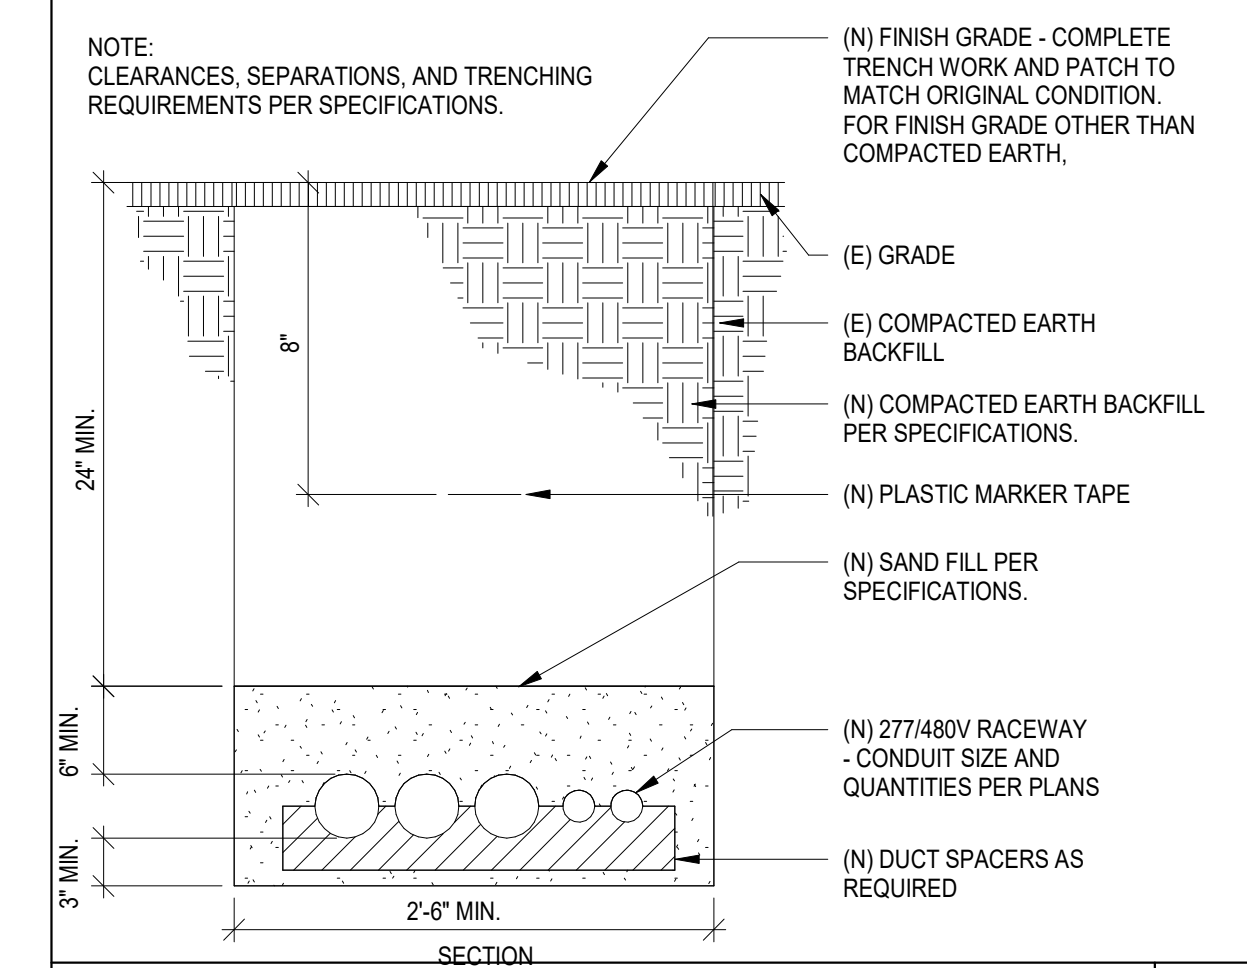 NOTE:
CLEARANCES, SEPARATIONS, AND TRENCHING
REQUIREMENTS PER SPECIFICATIONS.
(N) FINISH GRADE - COMPLETE
TRENCH WORK AND PATCH TO
MATCH ORIGINAL CONDITION.
FOR FINISH GRADE OTHER THAN
COMPACTED EARTH,
(E) GRADE
(E) COMPACTED EARTH
BACKFILL
8"
24" MIN.
(N) COMPACTED EARTH BACKFILL
PER SPECIFICATIONS.
(N) PLASTIC MARKER TAPE
(N) SAND FILL PER
SPECIFICATIONS.
6" MIN.
(N) 277/480V RACEWAY
- CONDUIT SIZE AND
QUANTITIES PER PLANS
3" MIN.
(N) DUCT SPACERS AS
REQUIRED
2'-6" MIN.
SECTION